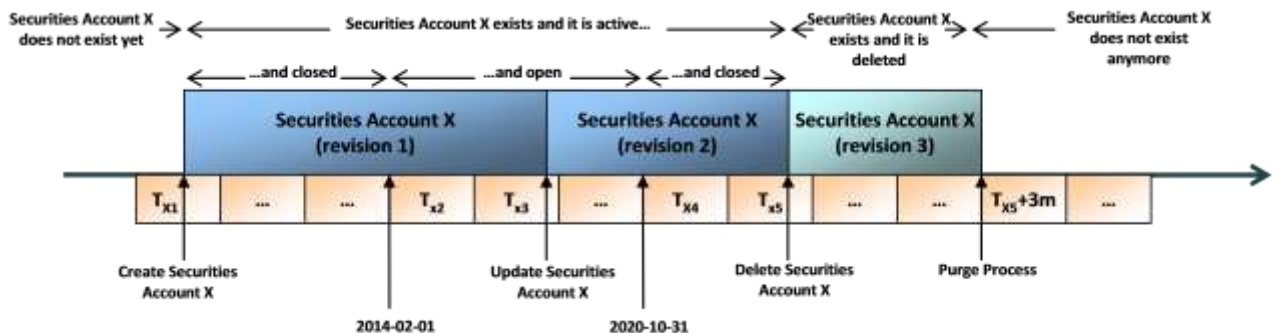 Securities Account X
does not exist yet
Securities Account X exists and it is active...
Securities Account X
exists and it is
deleted
Securities Account X
does not exist
anymore
...and closed
...and open
...and closed
Securities Account X
(revision 1)
Securities Account X
(revision 2)
Securities Account X
(revision 3)
TX1 ... ... Tx2 Tx3 ... TX4 Tx5 ... ... TX5+3m ...
Create Securities
Account X
Update Securities
Account X
Delete Securities
Account X
Purge Process
2014-02-01
2020-10-31